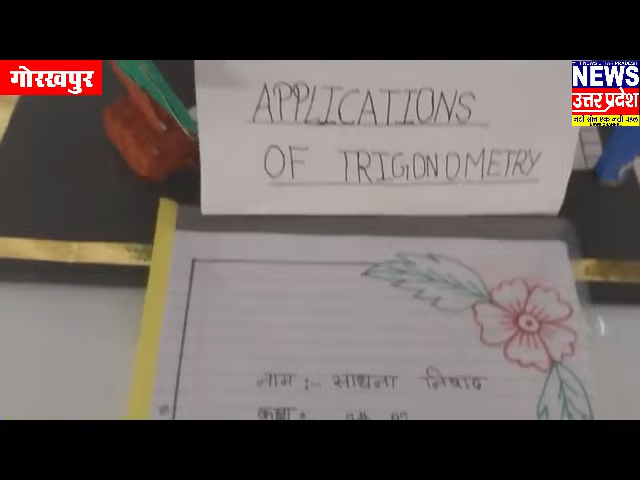 गोरखपुर
NEWS
उत्तर प्रदेश
APPLICATIONS
OF TRIGONOMETRY
नाम :- साधना निषाद
कक्षा :-